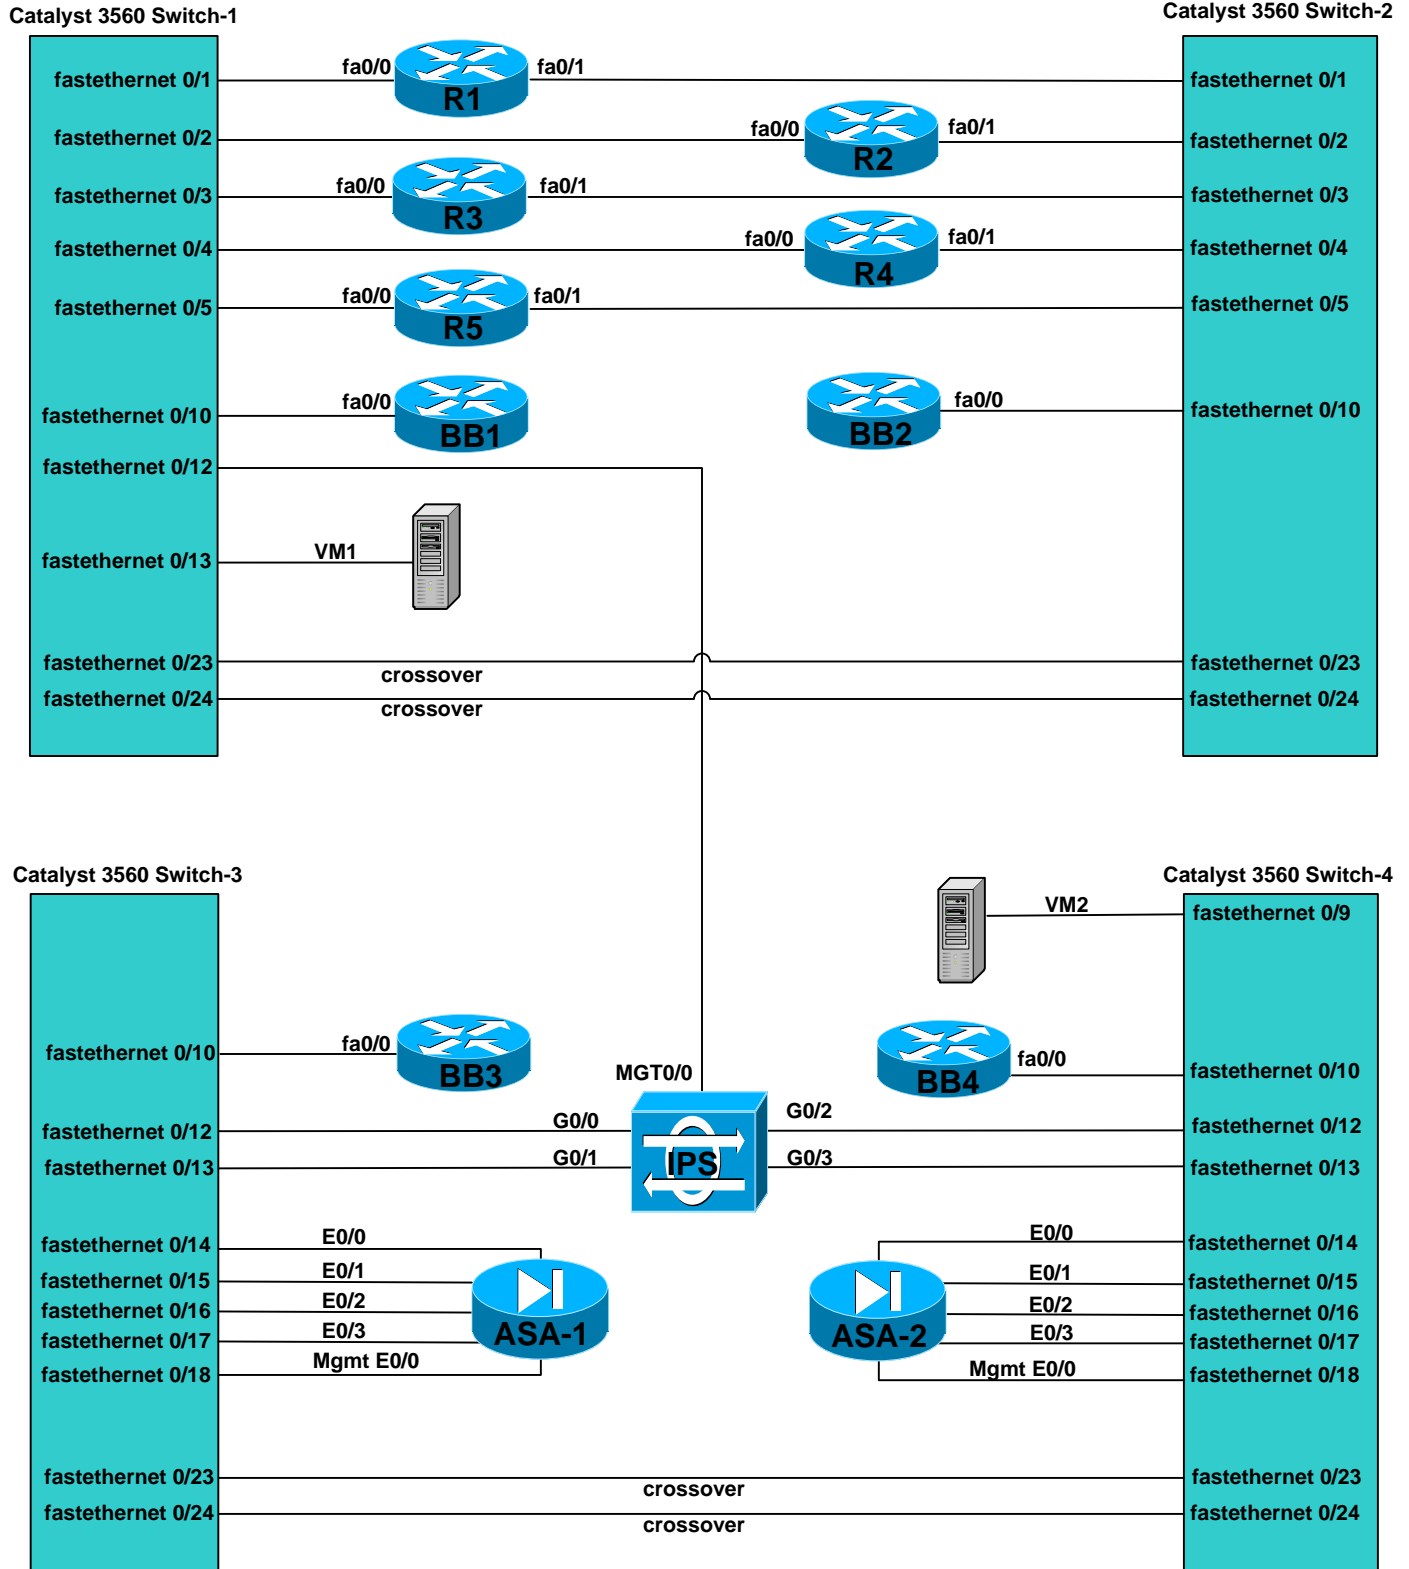 Catalyst 3560 Switch-1
Catalyst 3560 Switch-2
fastethernet 0/1
fa0/0
R1
fa0/1
fastethernet 0/1
fastethernet 0/2
fa0/0
R2
fa0/1
fastethernet 0/2
fastethernet 0/3
fa0/0
R3
fa0/1
fastethernet 0/3
fastethernet 0/4
fa0/0
R4
fa0/1
fastethernet 0/4
fastethernet 0/5
fa0/0
R5
fa0/1
fastethernet 0/5
fastethernet 0/10
fa0/0
BB1
BB2
fa0/0
fastethernet 0/10
fastethernet 0/12
fastethernet 0/13
VM1
fastethernet 0/23
crossover
fastethernet 0/23
fastethernet 0/24
crossover
fastethernet 0/24
Catalyst 3560 Switch-3
Catalyst 3560 Switch-4
VM2
fastethernet 0/9
fastethernet 0/10
fa0/0
BB3
MGT0/0
BB4
fa0/0
fastethernet 0/10
fastethernet 0/12
G0/0
G0/2
fastethernet 0/12
fastethernet 0/13
G0/1
IPS
G0/3
fastethernet 0/13
fastethernet 0/14
E0/0
E0/0
fastethernet 0/14
fastethernet 0/15
E0/1
E0/1
fastethernet 0/15
fastethernet 0/16
E0/2
E0/2
fastethernet 0/16
fastethernet 0/17
E0/3
ASA-1
ASA-2
E0/3
fastethernet 0/17
fastethernet 0/18
Mgmt E0/0
Mgmt E0/0
fastethernet 0/18
fastethernet 0/23
crossover
fastethernet 0/23
fastethernet 0/24
crossover
fastethernet 0/24